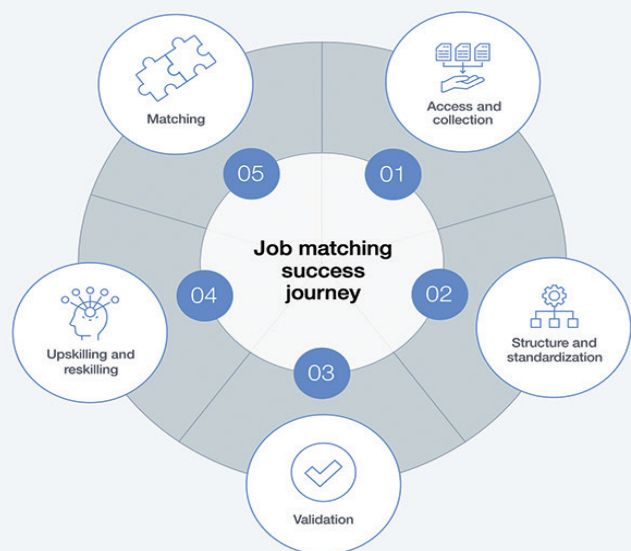 Job matching
success
journey
01
Access and
collection
02
Structure and
standardization
03
Validation
04
Upskilling and
reskilling
05
Matching